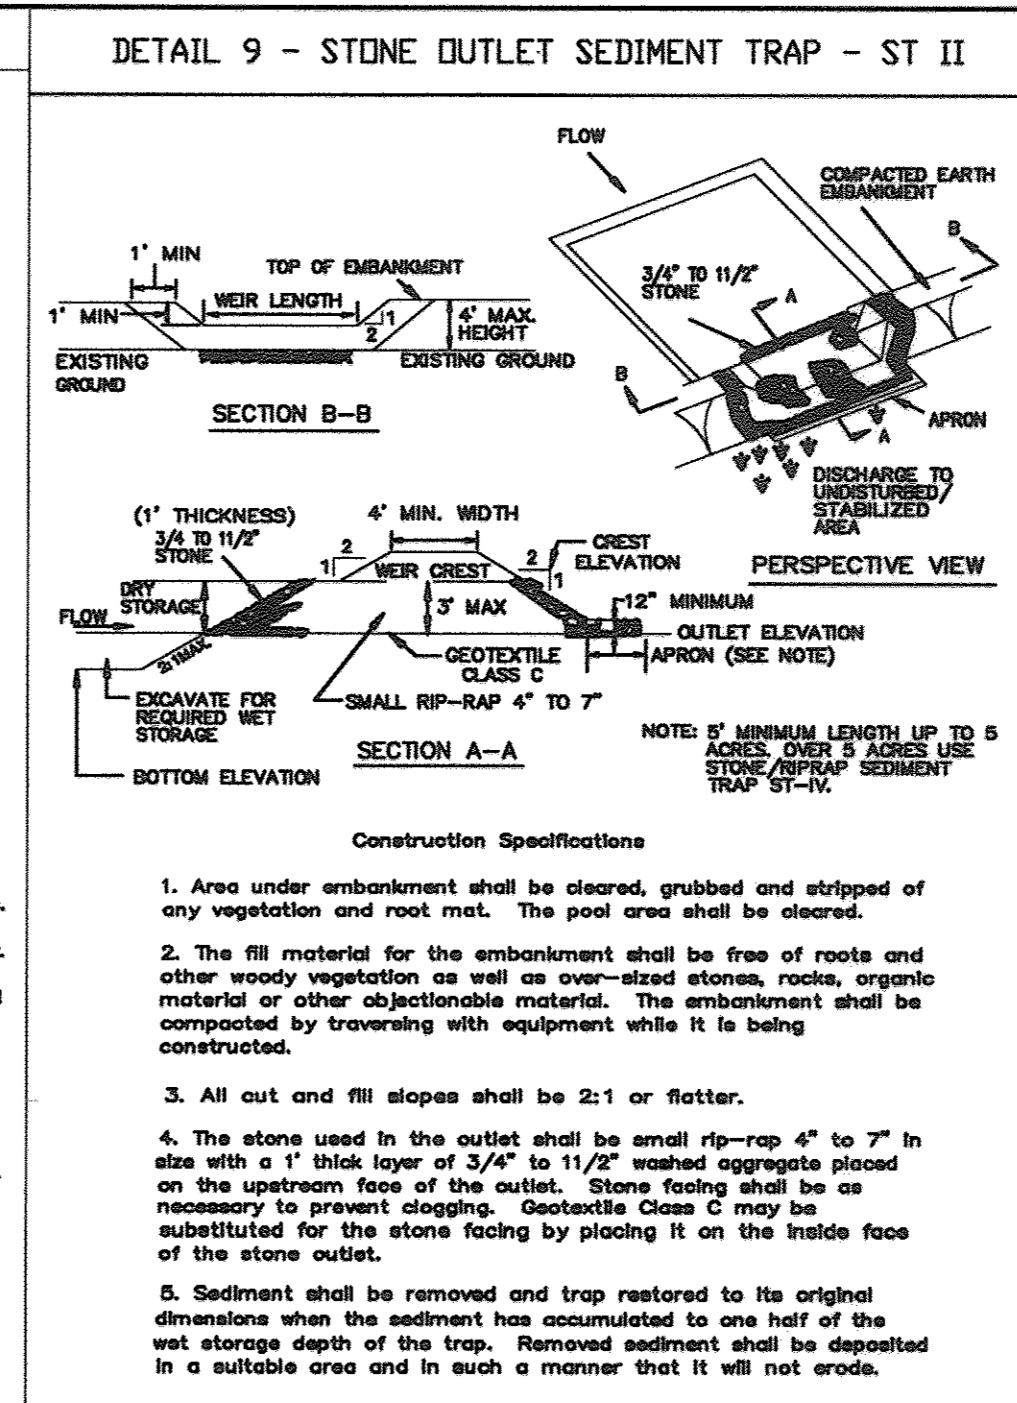 DETAIL 9 - STONE OUTLET SEDIMENT TRAP - ST II
FLOW
COMPACTED EARTH
EMBANKMENT
B
1' MIN
TOP OF EMBANKMENT
3/4" TO 11/2"
STONE
A
WEIR LENGTH
1' MIN
1
2
4' MAX.
HEIGHT
EXISTING
GROUND
EXISTING GROUND
B
SECTION B-B
APRON
A
DISCHARGE TO
UNDISTURBED/
STABILIZED
AREA
PERSPECTIVE VIEW
(1' THICKNESS)
3/4 TO 11/2"
STONE
4' MIN. WIDTH
2
1
2
1
CREST
ELEVATION
WEIR CREST
DRY
STORAGE
3' MAX
12" MINIMUM
FLOW
OUTLET ELEVATION
2:1MAX.
GEOTEXTILE
CLASS C
APRON (SEE NOTE)
EXCAVATE FOR
REQUIRED WET
STORAGE
SMALL RIP-RAP 4" TO 7"
SECTION A-A
BOTTOM ELEVATION
NOTE: 5' MINIMUM LENGTH UP TO 5
ACRES. OVER 5 ACRES USE
STONE/RIPRAP SEDIMENT
TRAP ST-IV.
Construction Specifications
1. Area under embankment shall be cleared, grubbed and stripped of
any vegetation and root mat. The pool area shall be cleared.
2. The fill material for the embankment shall be free of roots and
other woody vegetation as well as over-sized stones, rocks, organic
material or other objectionable material. The embankment shall be
compacted by traversing with equipment while it is being
constructed.
3. All cut and fill slopes shall be 2:1 or flatter.
4. The stone used in the outlet shall be small rip-rap 4" to 7" in
size with a 1' thick layer of 3/4" to 11/2" washed aggregate placed
on the upstream face of the outlet. Stone facing shall be as
necessary to prevent clogging. Geotextile Class C may be
substituted for the stone facing by placing it on the inside face
of the stone outlet.
5. Sediment shall be removed and trap restored to its original
dimensions when the sediment has accumulated to one half of the
wet storage depth of the trap. Removed sediment shall be deposited
in a suitable area and in such a manner that it will not erode.